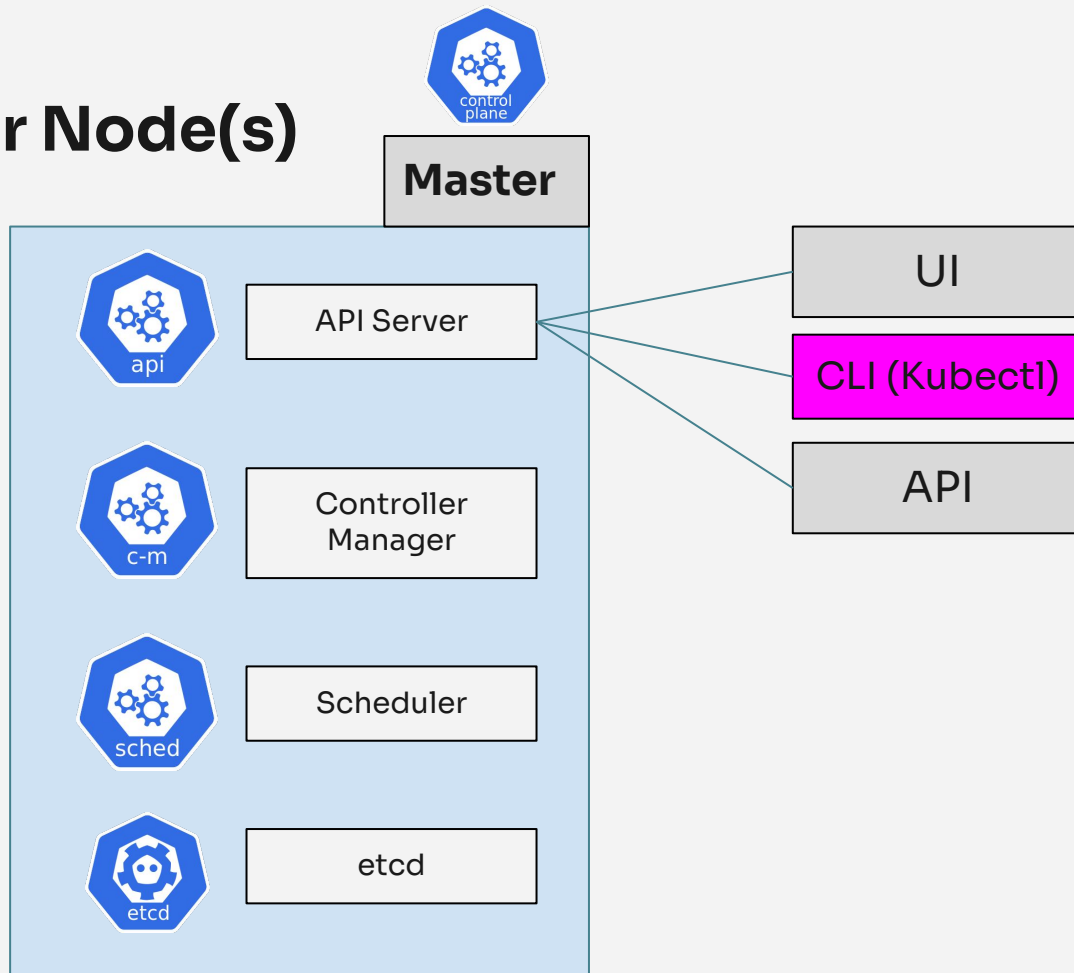 control
plane
r Node(s)
Master
api
API Server
UI
CLI (Kubectl)
API
c-m
Controller
Manager
sched
Scheduler
etcd
etcd